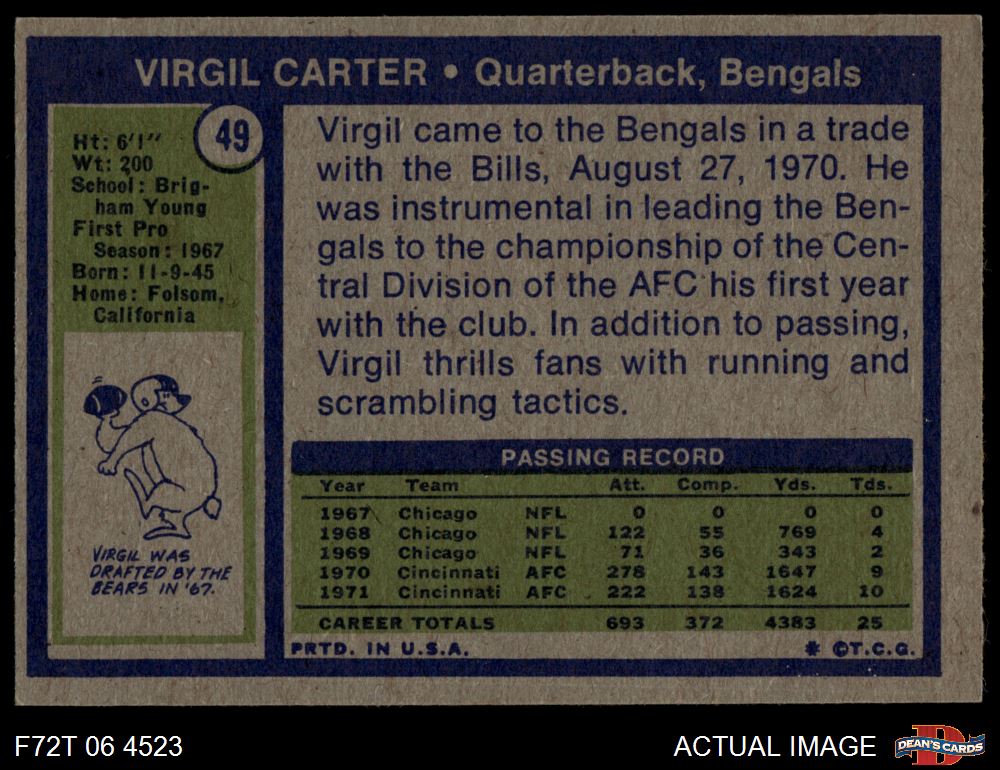 VIRGIL CARTER • Quarterback, Bengals
49
Ht: 6'1"
Wt: 200
School: Brig-
ham Young
First Pro
Season: 1967
Born: 11-9-45
Home: Folsom,
California
VIRGIL WAS
DRAFTED BY THE
BEARS IN '67.
Virgil came to the Bengals in a trade
with the Bills, August 27, 1970. He
was instrumental in leading the Ben-
gals to the championship of the Cen-
tral Division of the AFC his first year
with the club. In addition to passing,
Virgil thrills fans with running and
scrambling tactics.
PASSING RECORD
Year Team Att. Comp. Yds. Tds.
1967 Chicago NFL 0 0 0 0
1968 Chicago NFL 122 55 769 4
1969 Chicago NFL 71 36 343 2
1970 Cincinnati AFC 278 143 1647 9
1971 Cincinnati AFC 222 138 1624 10
CAREER TOTALS 693 372 4383 25
PRTD. IN U.S.A. * ©T.C.G.
F72T 06 4523
ACTUAL IMAGE
D
DEAN'S CARDS